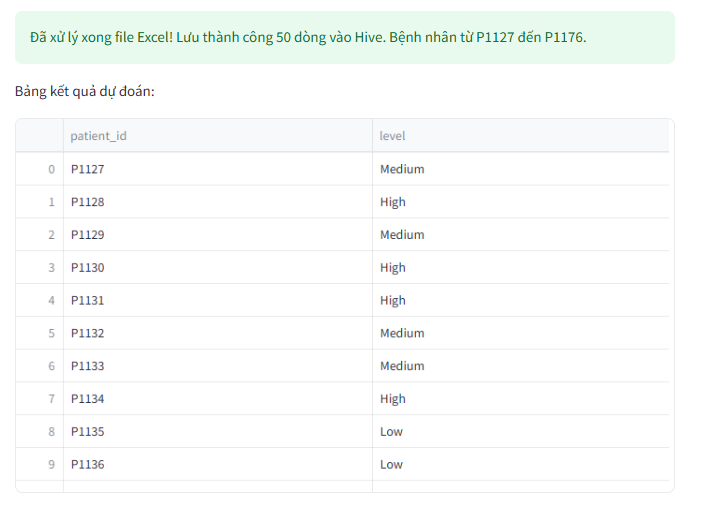 Đã xử lý xong file Excel! Lưu thành công 50 dòng vào Hive. Bệnh nhân từ P1127 đến P1176.
Bảng kết quả dự đoán:
patient_id level
0 P1127 Medium
1 P1128 High
2 P1129 Medium
3 P1130 High
4 P1131 High
5 P1132 Medium
6 P1133 Medium
7 P1134 High
8 P1135 Low
9 P1136 Low